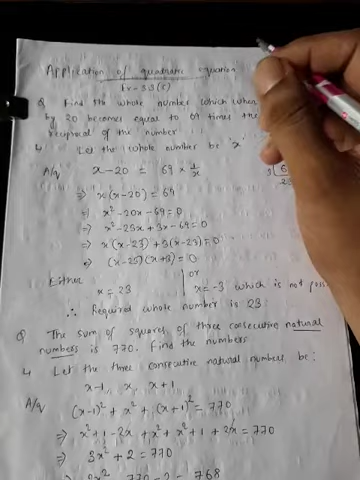 Application of quadratic equation
Ex-3.3(S)
Q Find the whole number which when
by 20 becomes equal to 69 times the
reciprocal of the number
Let the whole number be 'x'
A/q x-20 = 69 × 1/x
⇒ x(x-20) = 69
⇒ x² -20x -69 = 0
⇒ x² -23x + 3x -69 = 0
⇒ x(x-23) + 3(x-23) = 0
⇒ (x-23)(x+3) = 0
Either or
x = 23 x = -3 which is not poss
∴ Required whole number is 23
Q The sum of squares of three consecutive natural
numbers is 770. Find the numbers
Let the three consecutive natural numbers be:
x-1, x, x+1
A/q (x-1)² + x² + (x+1)² = 770
⇒ x²+1-2x + x² + x² + 1 + 2x = 770
⇒ 3x² + 2 = 770
⇒ 3x² 770-2 = 768